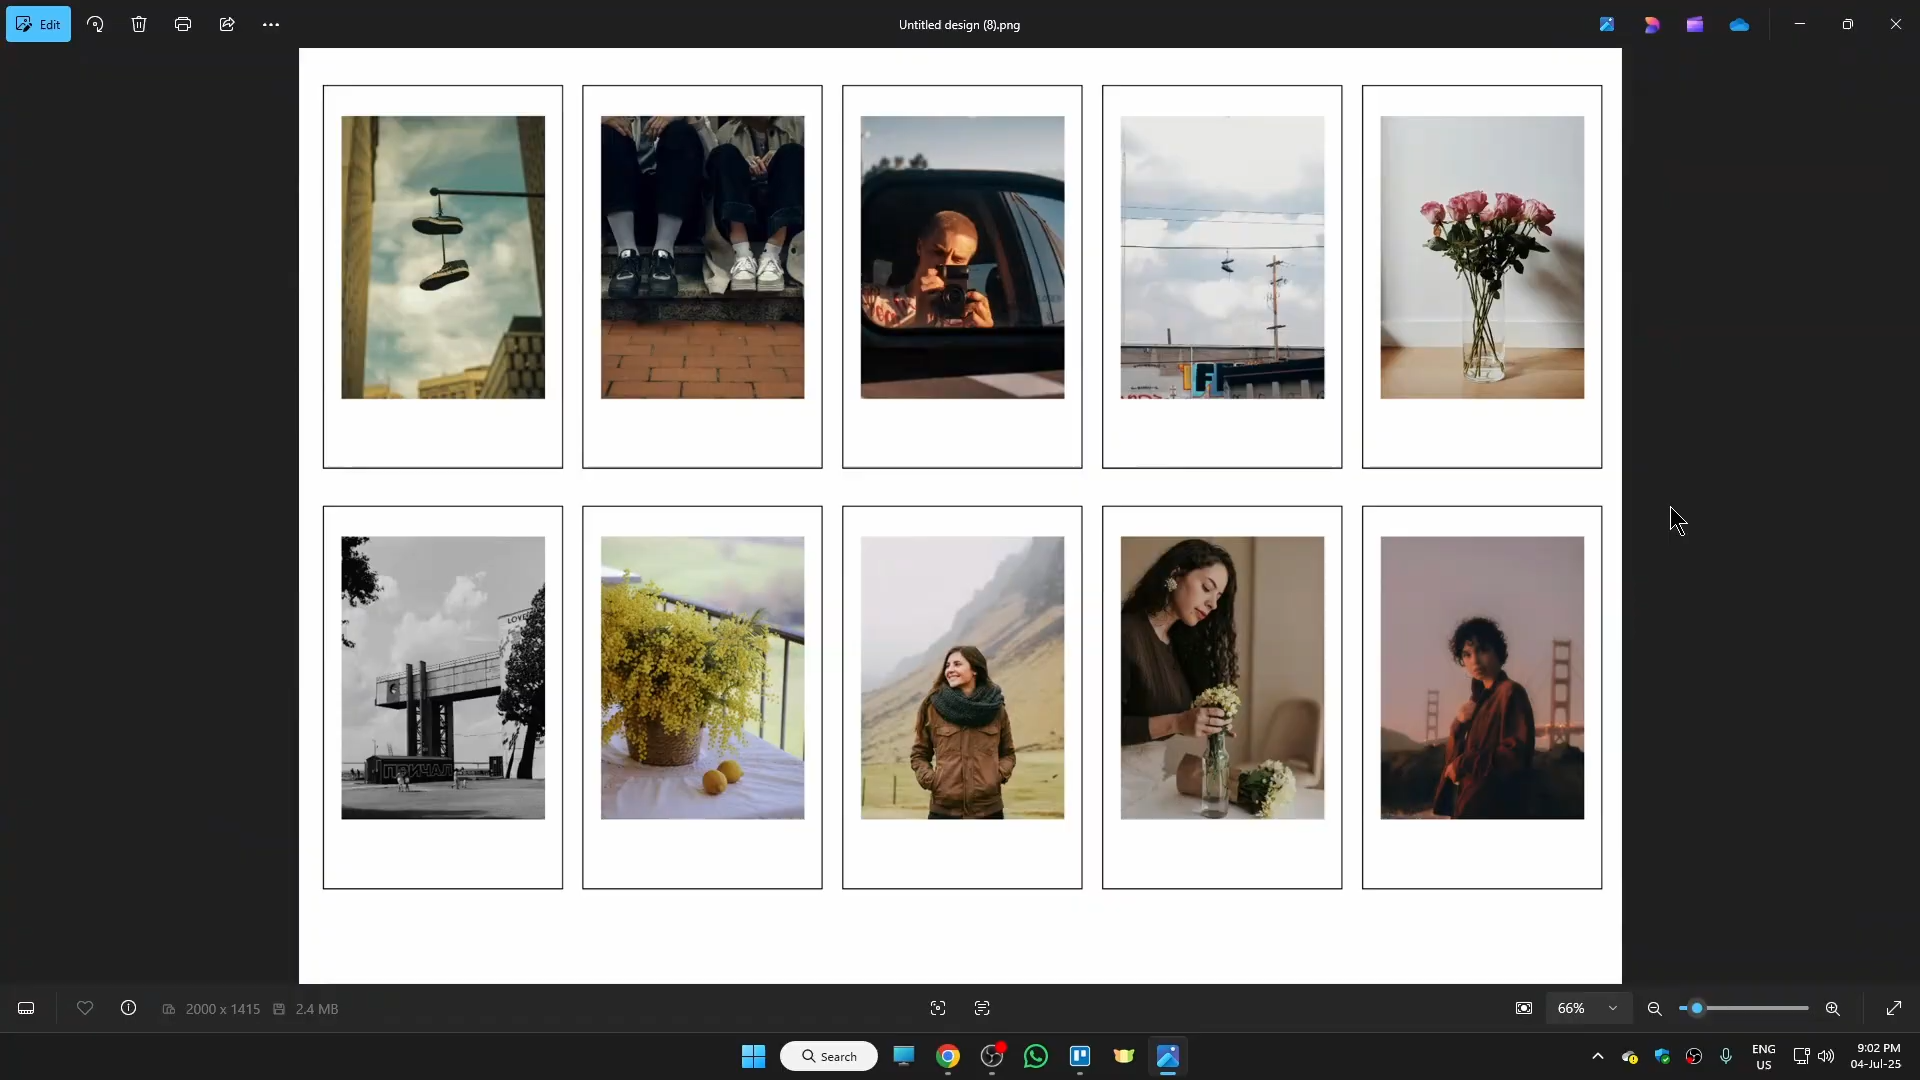 Edit
Untitled design (8).png
2000 x 1415
2.4 MB
66%
Search
ENG
US
9:02 PM
04-Jul-25